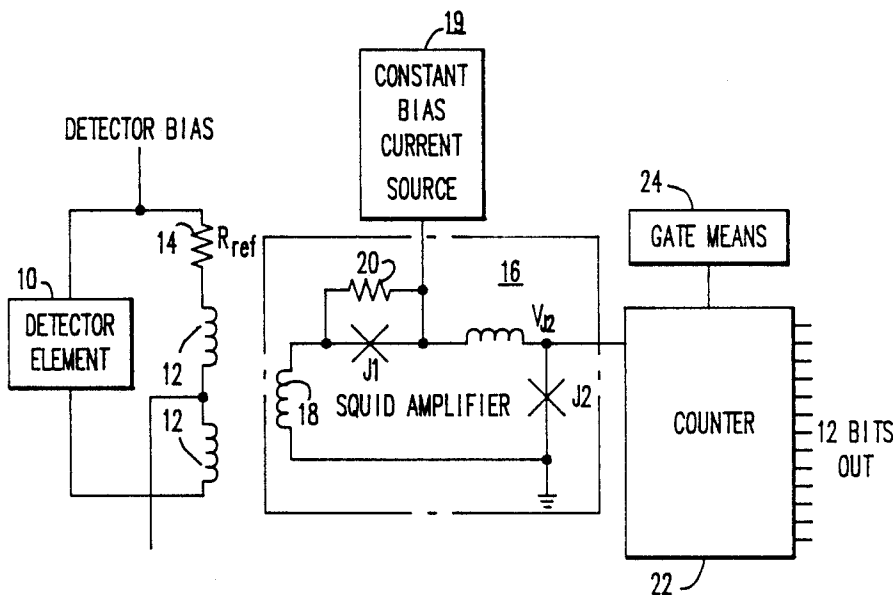 19
CONSTANT
BIAS
CURRENT
SOURCE
DETECTOR BIAS
24
GATE MEANS
14
Rref
20
16
10
DETECTOR
ELEMENT
VJ2
J1
12
18
SQUID AMPLIFIER
J2
COUNTER
12
12 BITS
OUT
22